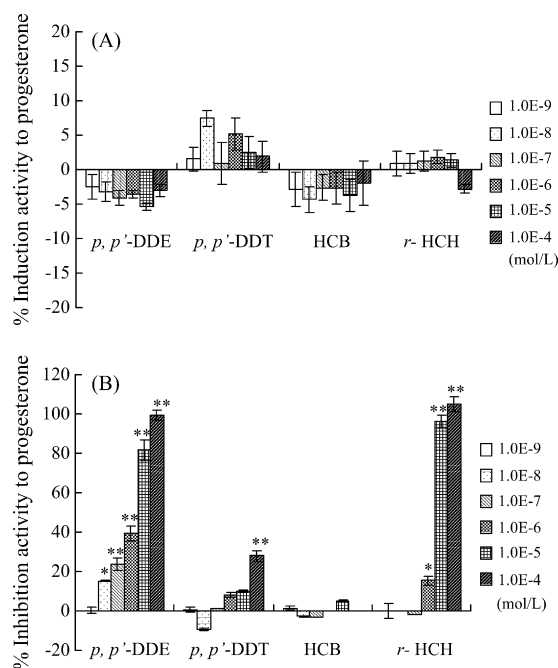 (A)
% Induction activity to progesterone
20
15
10
5
0
-5
-10
-15
-20
p, p'-DDE p, p'-DDT HCB r- HCH
1.0E-9
1.0E-8
1.0E-7
1.0E-6
1.0E-5
1.0E-4
(mol/L)
(B)
% Inhibition activity to progesterone
120
100
80
60
40
20
0
-20
* ** ** ** ** ** * ** **
p, p'-DDE p, p'-DDT HCB r- HCH
1.0E-9
1.0E-8
1.0E-7
1.0E-6
1.0E-5
1.0E-4
(mol/L)